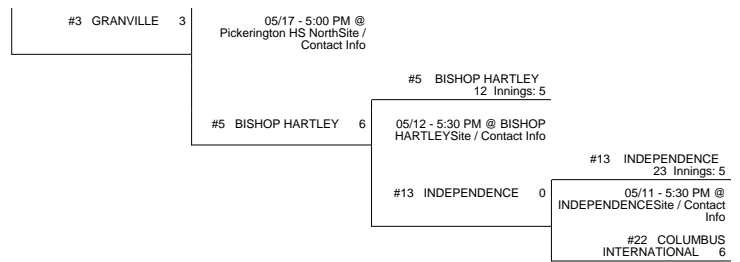 #3 GRANVILLE 3
05/17 - 5:00 PM @
Pickerington HS NorthSite /
Contact Info
#5 BISHOP HARTLEY
12 Innings: 5
#5 BISHOP HARTLEY 6
05/12 - 5:30 PM @ BISHOP
HARTLEYSite / Contact Info
#13 INDEPENDENCE
23 Innings: 5
#13 INDEPENDENCE 0
05/11 - 5:30 PM @
INDEPENDENCESite / Contact
Info
#22 COLUMBUS
INTERNATIONAL 6